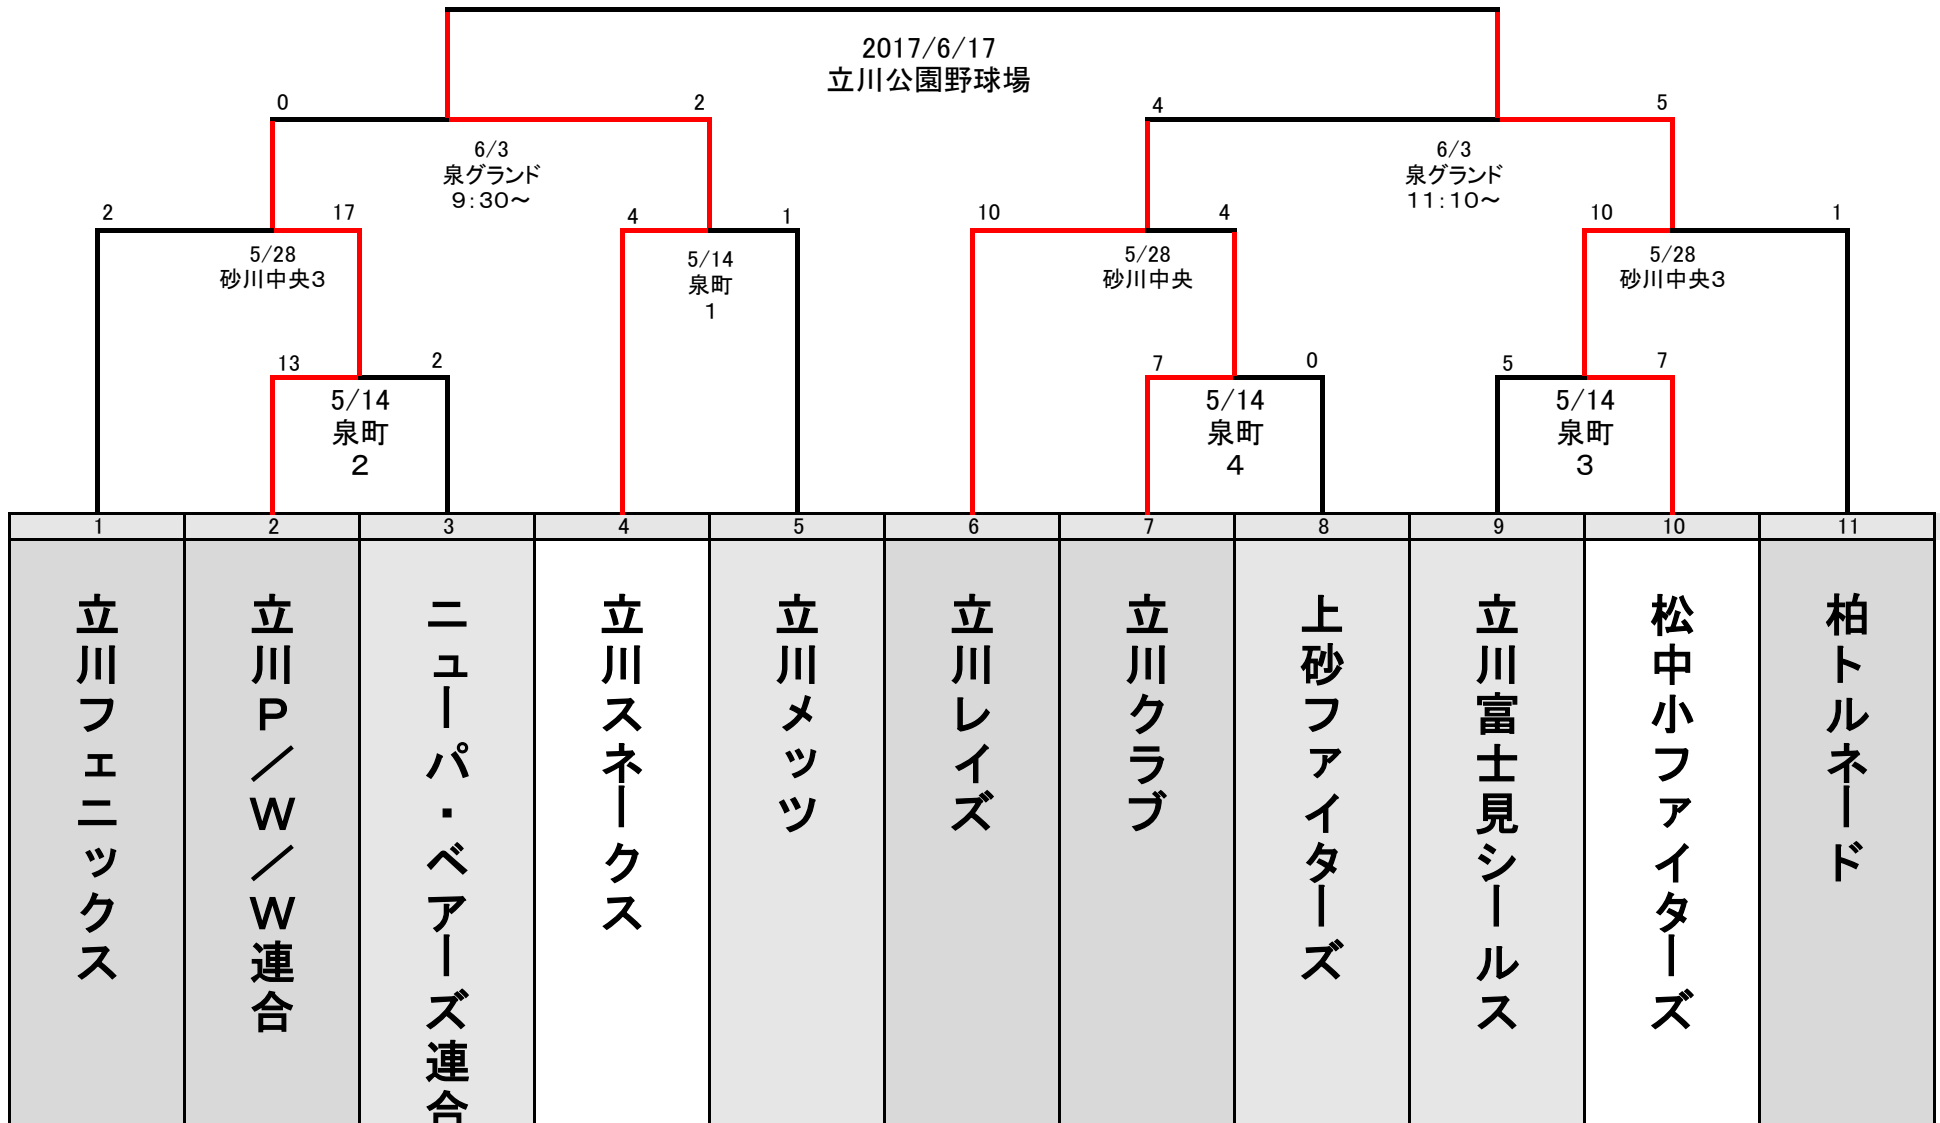 2017/6/17
立川公園野球場
0
2
4
5
6/3
泉グランド
9:30～
6/3
泉グランド
11:10～
2
17
4
1
10
4
10
1
5/28
砂川中央3
5/14
泉町
1
5/28
砂川中央
5/28
砂川中央3
13
2
7
0
5
7
5/14
泉町
2
5/14
泉町
4
5/14
泉町
3
1
2
3
4
5
6
7
8
9
10
11
立川フェニックス
立川P／W／W連合
ニューパ・ベアーズ連合
立川スネークス
立川メッツ
立川レイズ
立川クラブ
上砂ファイターズ
立川富士見シールス
松中小ファイターズ
柏トルネード